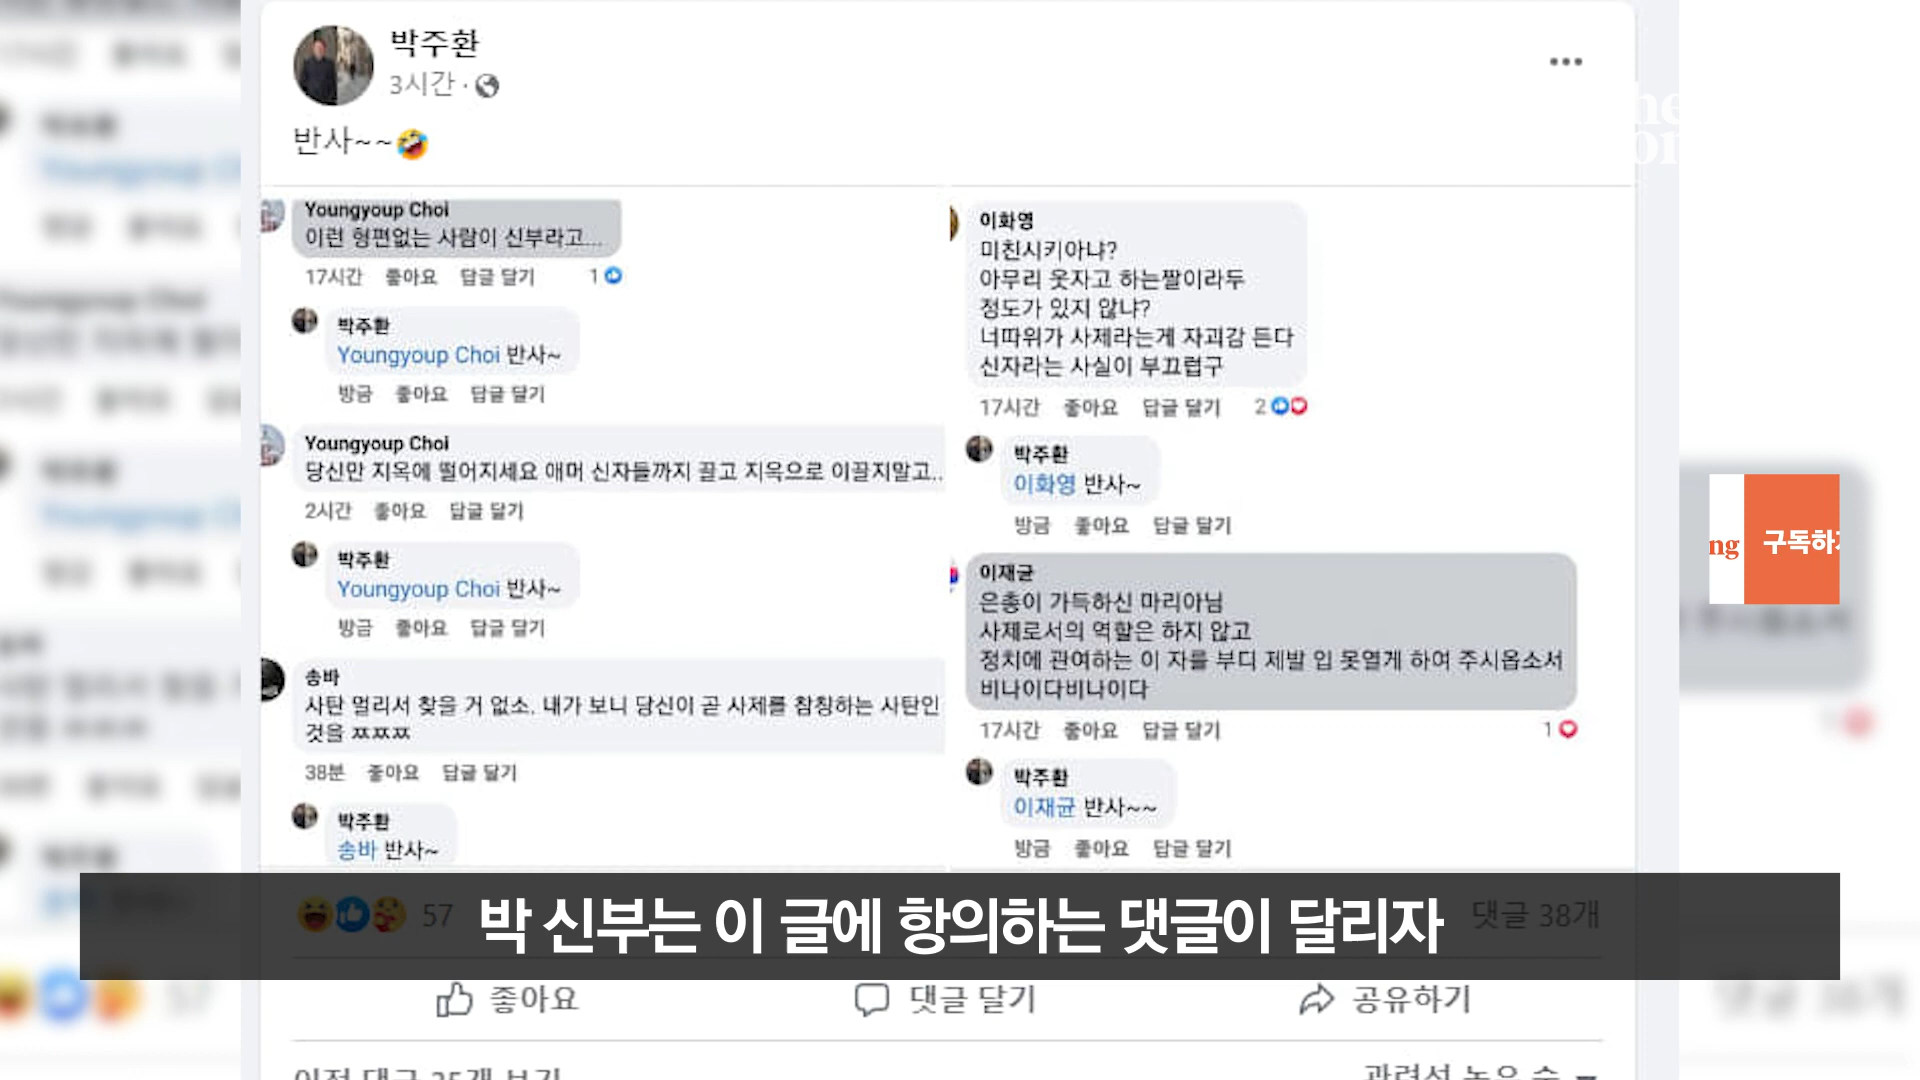 박주환
3시간
반사~~🤣
Youngyoup Choi
이런 형편없는 사람이 신부라고...
17시간 좋아요 답글 달기 1
박주환
Youngyoup Choi 반사~
방금 좋아요 답글 달기
Youngyoup Choi
당신만 지옥에 떨어지세요 애머 신자들까지 끌고 지옥으로 이끌지말고..
2시간 좋아요 답글 달기
박주환
Youngyoup Choi 반사~
방금 좋아요 답글 달기
송바
사탄 멀리서 찾을 거 없소. 내가 보니 당신이 곧 사제를 참칭하는 사탄인
것을 ㅉㅉㅉ
38분 좋아요 답글 달기
박주환
송바 반사~
이화영
미친시키아냐?
아무리 웃자고 하는짤이라두
정도가 있지 않냐?
너따위가 사제라는게 자괴감 든다
신자라는 사실이 부끄럽구
17시간 좋아요 답글 달기 2
박주환
이화영 반사~
방금 좋아요 답글 달기
이재균
은총이 가득하신 마리아님
사제로서의 역할은 하지 않고
정치에 관여하는 이 자를 부디 제발 입 못열게 하여 주시옵소서
비나이다비나이다
17시간 좋아요 답글 달기 1
박주환
이재균 반사~~
방금 좋아요 답글 달기
57 댓글 38개
박 신부는 이 글에 항의하는 댓글이 달리자
좋아요 댓글 달기 공유하기
이전 댓글 35개 보기 관련성 높은 순
ng 구독하